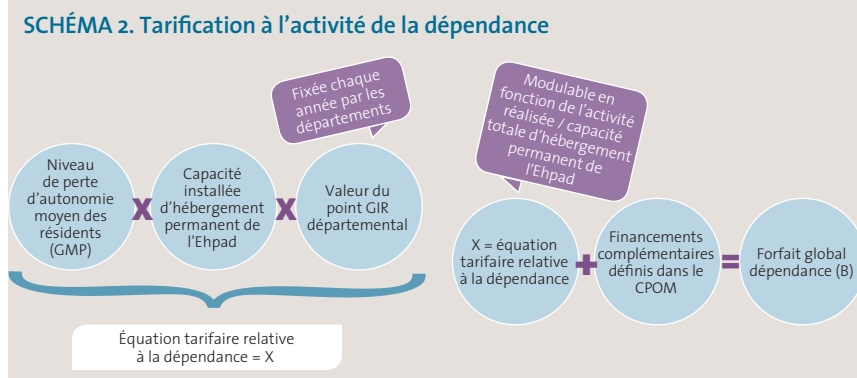 SCHÉMA 2. Tarification à l'activité de la dépendance
Fixée chaque
année par les
départements
Niveau
de perte
d'autonomie
moyen des
résidents
(GMP)
X
Capacité
installée
d'hébergement
permanent de
l'Ehpad
X
Valeur du
point GIR
départemental
Équation tarifaire relative
à la dépendance = X
Modulable en
fonction de l'activité
réalisée / capacité
totale d'hébergement
permanent de
l'Ehpad
X = équation
tarifaire relative
à la dépendance
+
Financements
complémentaires
définis dans le
CPOM
=
Forfait global
dépendance (B)